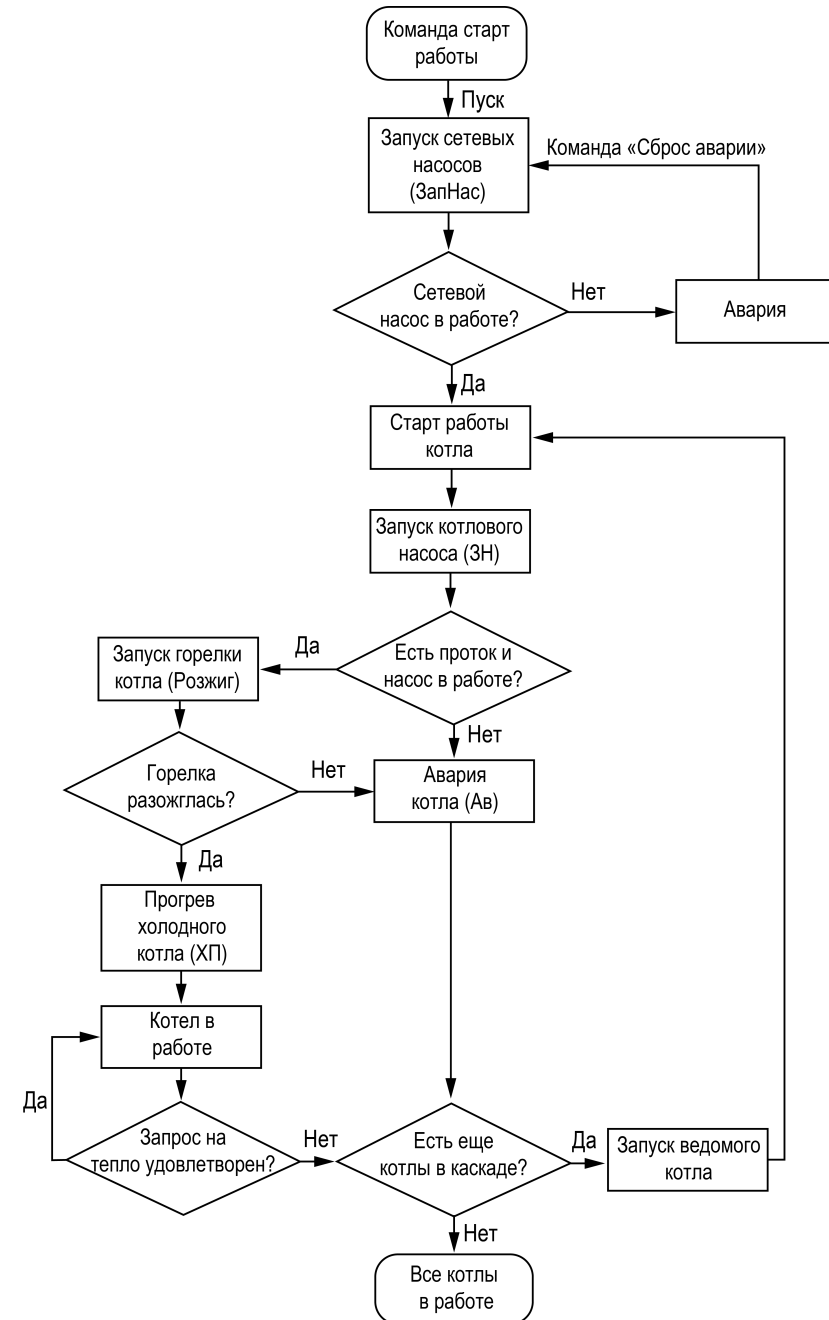 Команда старт
работы
Пуск
Запуск сетевых
насосов
(ЗапНас)
Команда «Сброс аварии»
Сетевой
насос в работе?
Нет
Авария
Да
Старт работы
котла
Запуск котлового
насоса (ЗН)
Есть проток и
насос в работе?
Да
Запуск горелки
котла (Розжиг)
Нет
Горелка
разожглась?
Нет
Авария
котла (Ав)
Да
Прогрев
холодного
котла (ХП)
Котел в
работе
Да
Запрос на
тепло удовлетворен?
Нет
Есть еще
котлы в каскаде?
Да
Запуск ведомого
котла
Нет
Все котлы
в работе